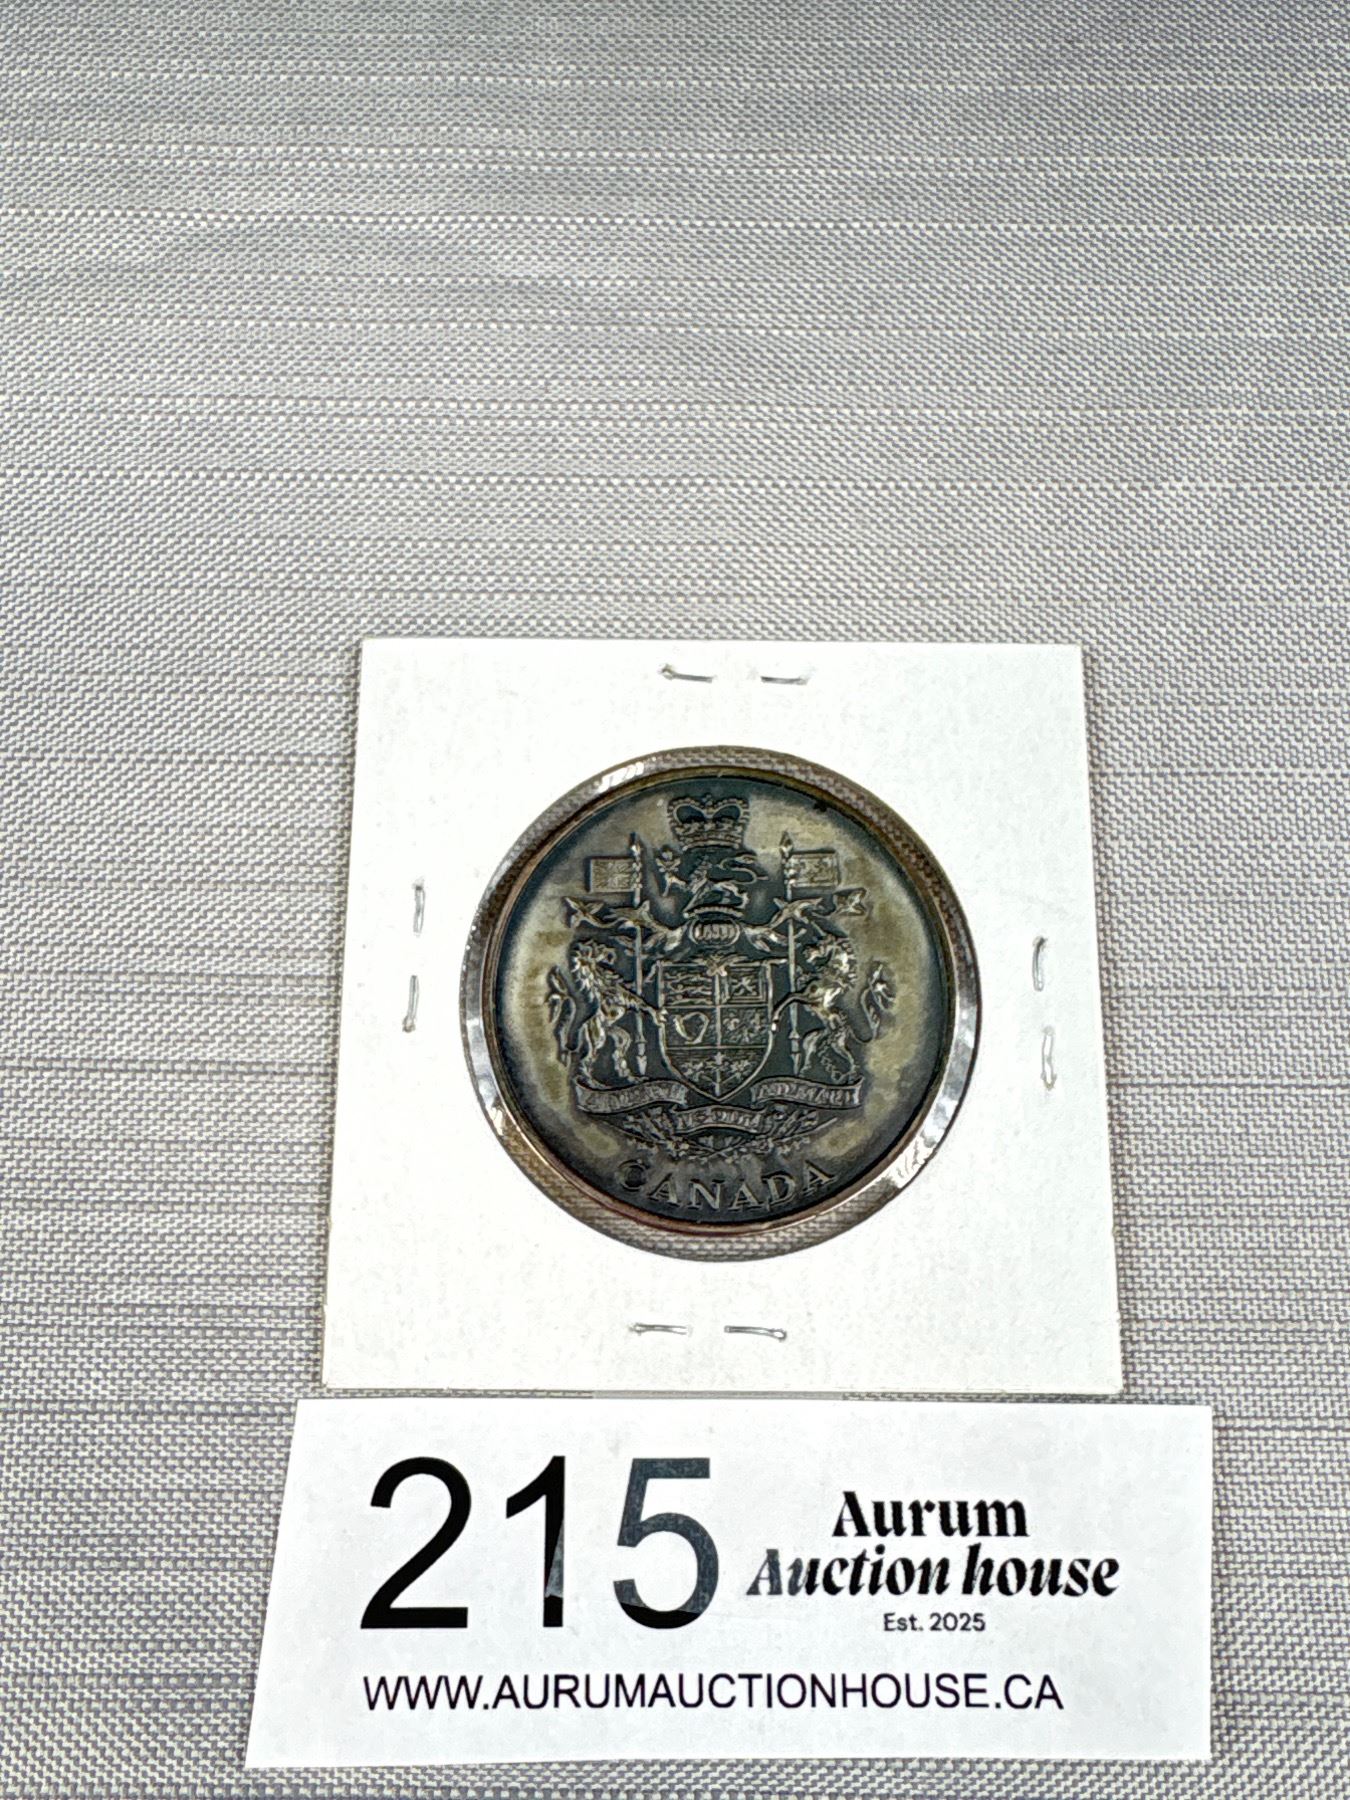 CANADA
215
Aurum
Auction house
Est. 2025
WWW.AURUMAUCTIONHOUSE.CA